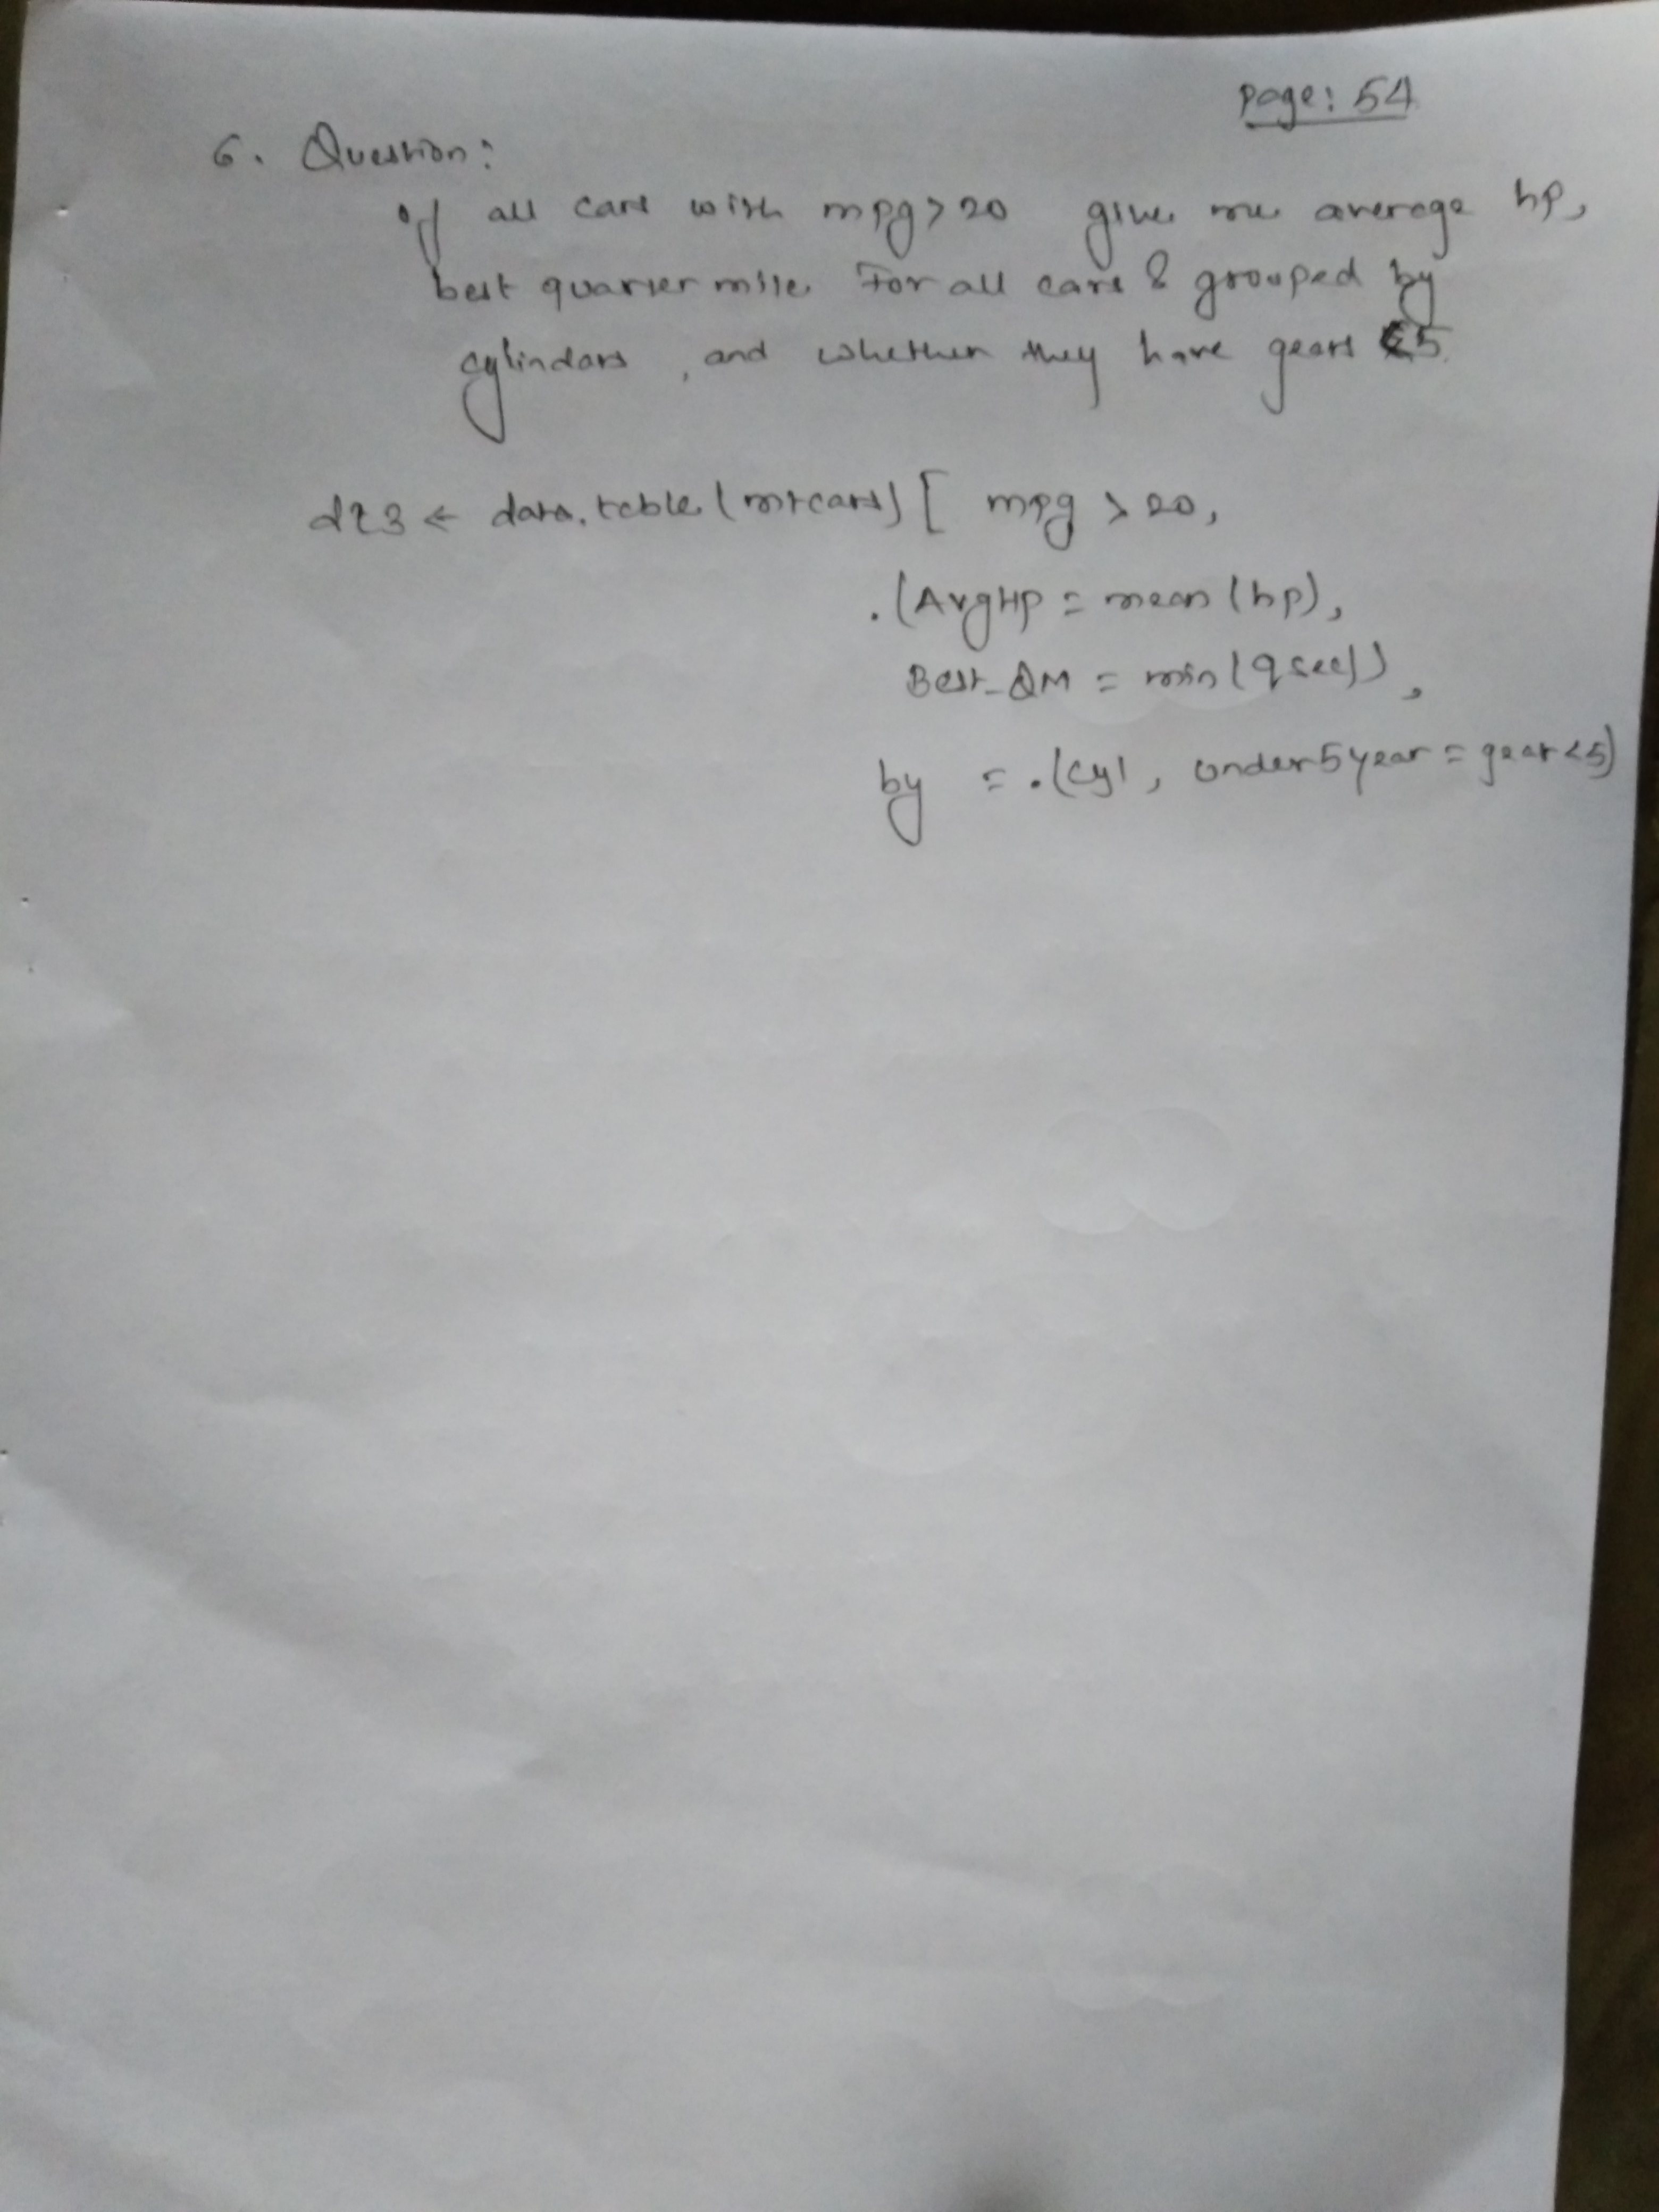 page: 54
6. Question:
of all cars with mpg > 20 give me average hp,
best quarter mile. For all cars & grouped by
cylindars, and whether they have gears <5
dt3 ← data.table(mtcars) [ mpg > 20,
.(AvgHP = mean(hp),
Best_QM = min(qsec)),
by = .(cyl, under5year = gear<5)